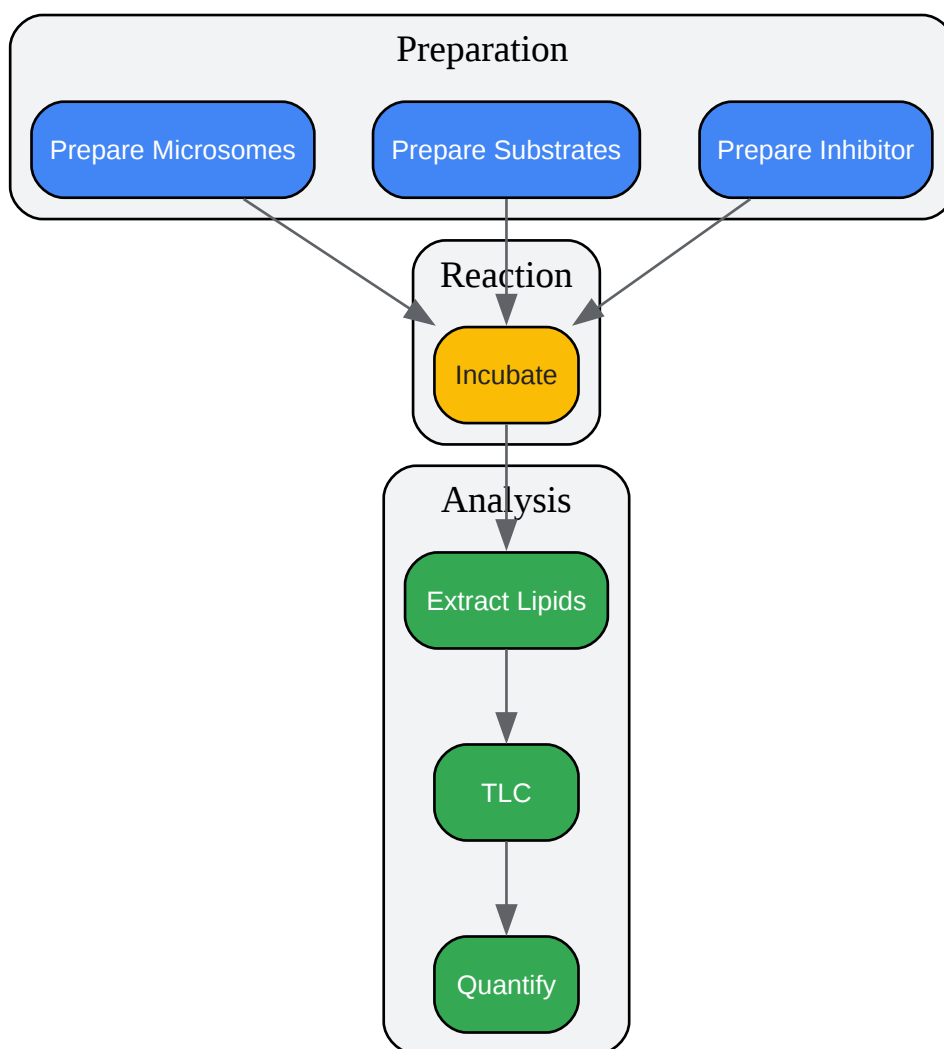 Preparation
Prepare Microsomes
Prepare Substrates
Prepare Inhibitor
Reaction
Incubate
Analysis
Extract Lipids
TLC
Quantify